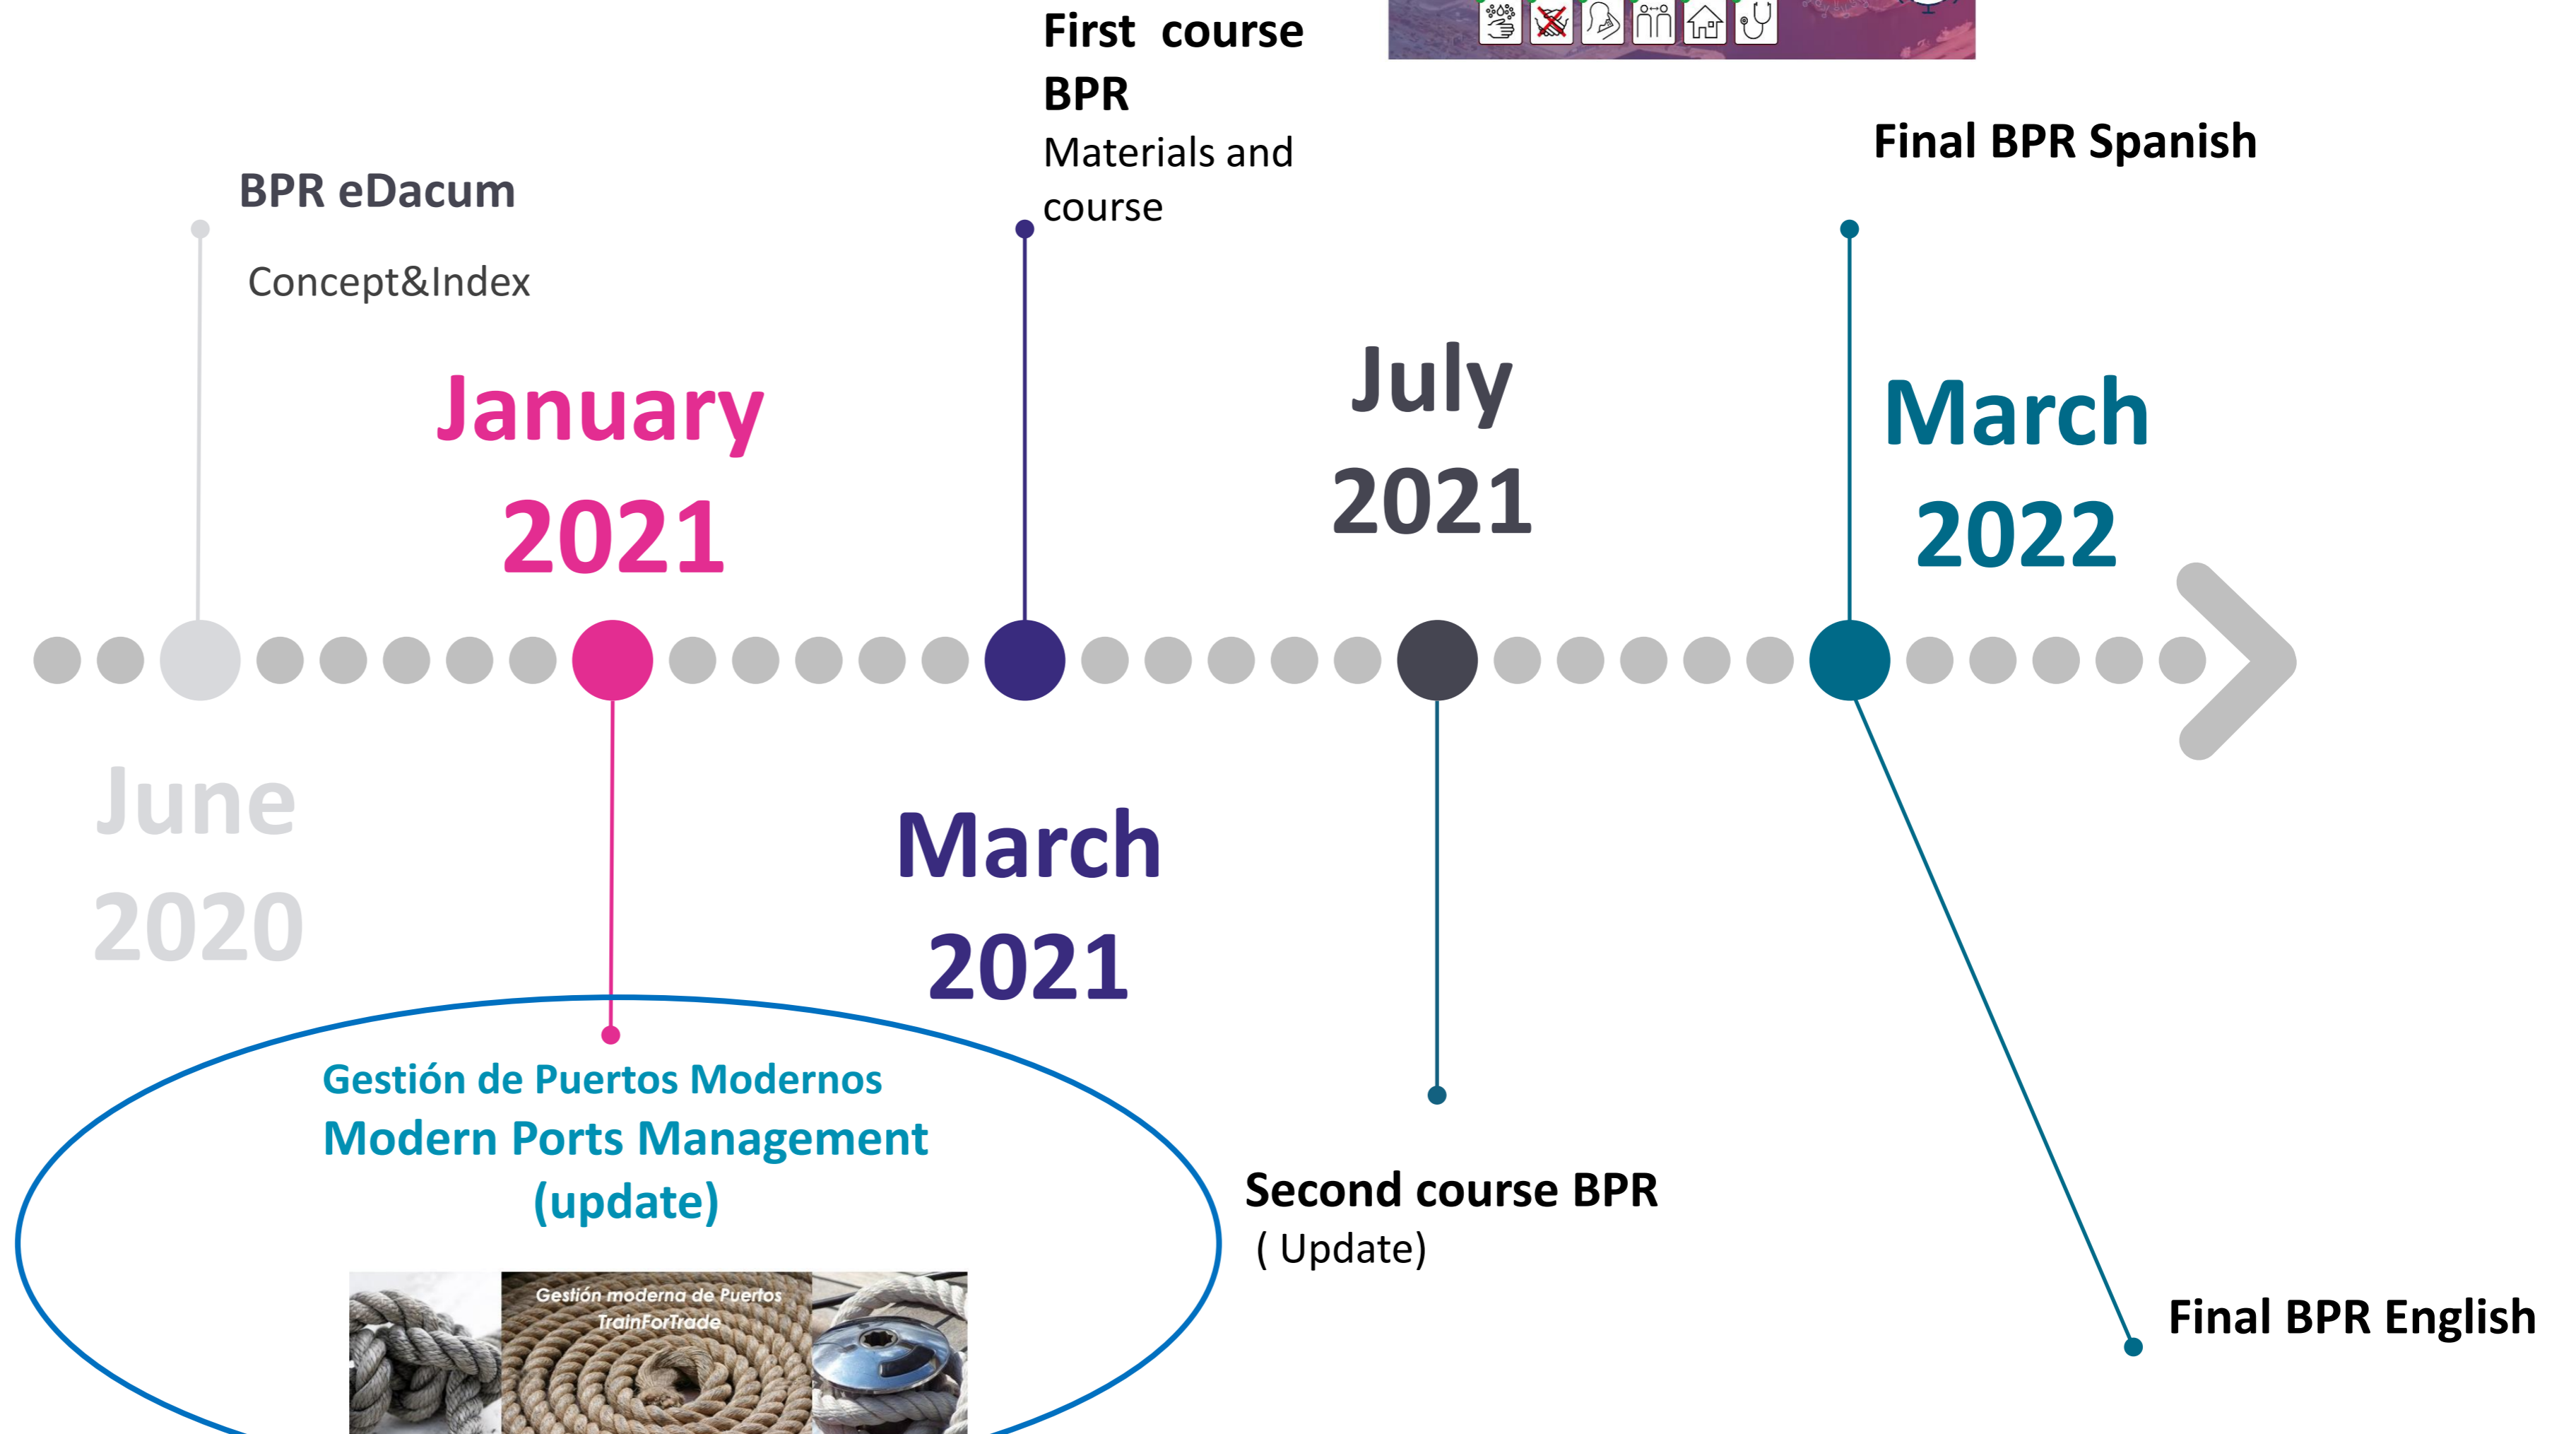 First course
BPR
Materials and
course
Final BPR Spanish
BPR eDacum
Concept&Index
January
2021
July
2021
March
2022
June
2020
March
2021
Gestión de Puertos Modernos
Modern Ports Management
(update)
Gestión moderna de Puertos
TrainForTrade
Second course BPR
( Update)
Final BPR English